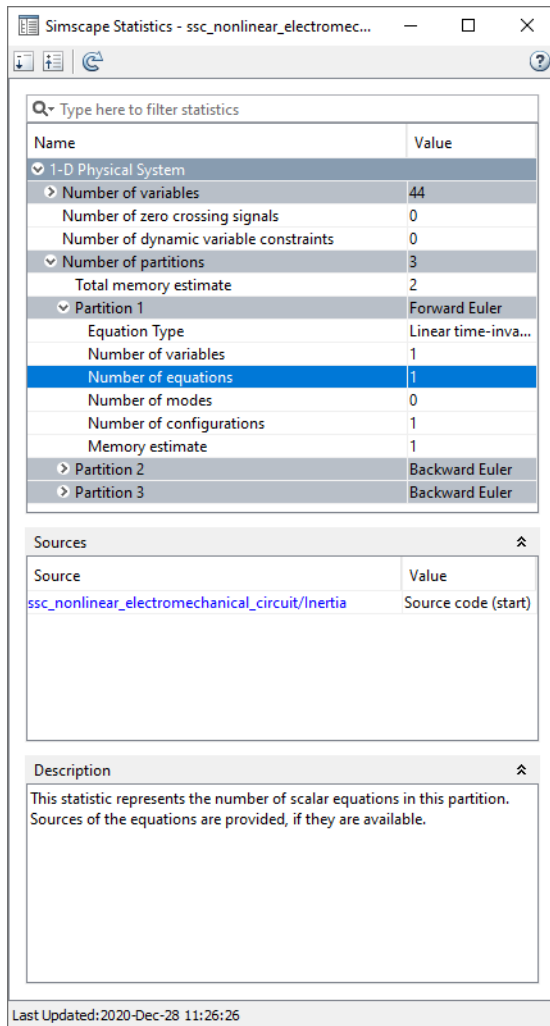 Simscape Statistics - ssc_nonlinear_electromec...
Type here to filter statistics
Name Value
1-D Physical System
Number of variables 44
Number of zero crossing signals 0
Number of dynamic variable constraints 0
Number of partitions 3
Total memory estimate 2
Partition 1 Forward Euler
Equation Type Linear time-inva...
Number of variables 1
Number of equations 1
Number of modes 0
Number of configurations 1
Memory estimate 1
Partition 2 Backward Euler
Partition 3 Backward Euler
Sources
Source Value
ssc_nonlinear_electromechanical_circuit/Inertia Source code (start)
Description
This statistic represents the number of scalar equations in this partition.
Sources of the equations are provided, if they are available.
Last Updated:2020-Dec-28 11:26:26